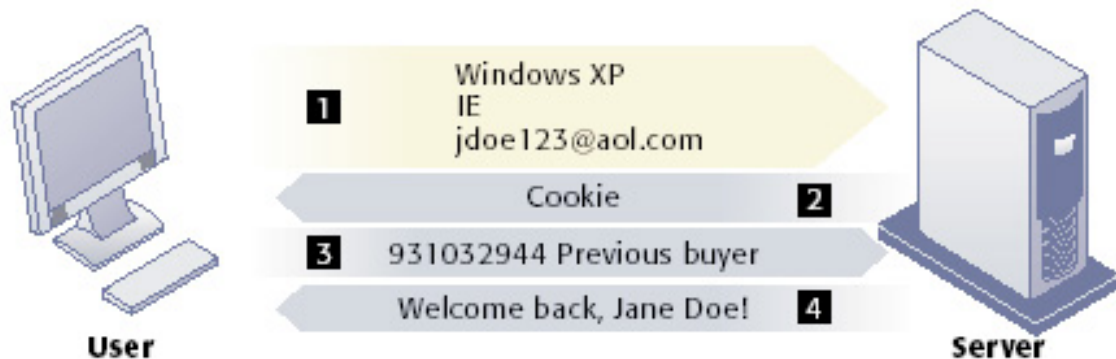 1
Windows XP
IE
jdoe123@aol.com
Cookie 2
3 931032944 Previous buyer
Welcome back, Jane Doe! 4
User
Server